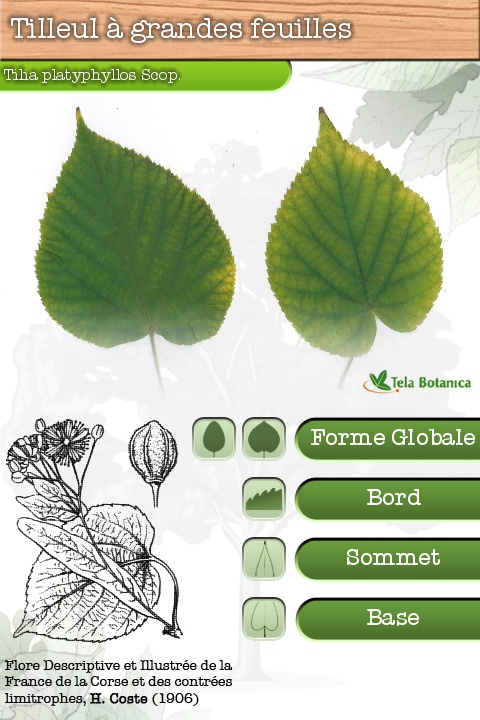 Tilleul à grandes feuilles
Tilia platyphyllos Scop.
Tela Botanica
Forme Globale
Bord
Sommet
Base
Flore Descriptive et Illustrée de la
France de la Corse et des contrées
limitrophes, H. Coste (1906)